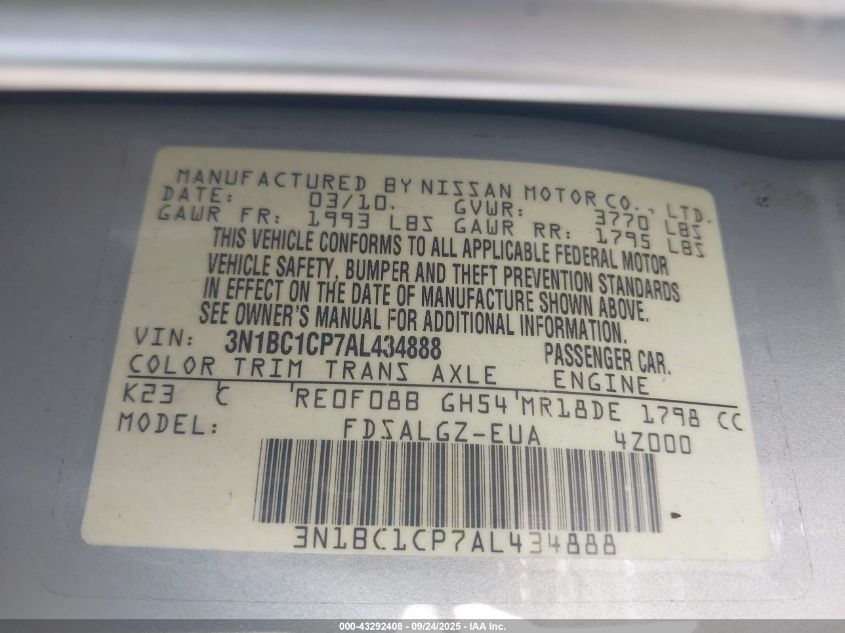 MANUFACTURED BY NISSAN MOTOR CO., LTD.
DATE: 03/10. GVWR: 3770 LBS
GAWR FR: 1993 LBS GAWR RR: 1795 LBS
THIS VEHICLE CONFORMS TO ALL APPLICABLE FEDERAL MOTOR
VEHICLE SAFETY, BUMPER AND THEFT PREVENTION STANDARDS
IN EFFECT ON THE DATE OF MANUFACTURE SHOWN ABOVE.
SEE OWNER'S MANUAL FOR ADDITIONAL INFORMATION.
VIN: 3N1BC1CP7AL434888 PASSENGER CAR.
COLOR TRIM TRANS AXLE ENGINE
K23 C RE0F08B GH54 MR18DE 1798 CC
MODEL: FDSALGZ-EUA 4Z000
3N1BC1CP7AL434888
000-43292408 - 09/24/2025 - IAA Inc.